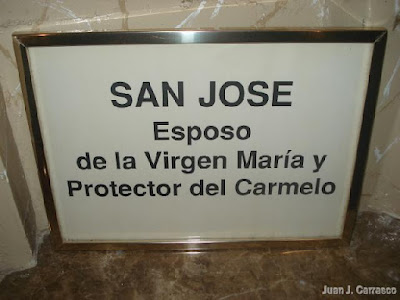 SAN JOSE
Esposo
de la Virgen María y
Protector del Carmelo
Juan J. Carrasco